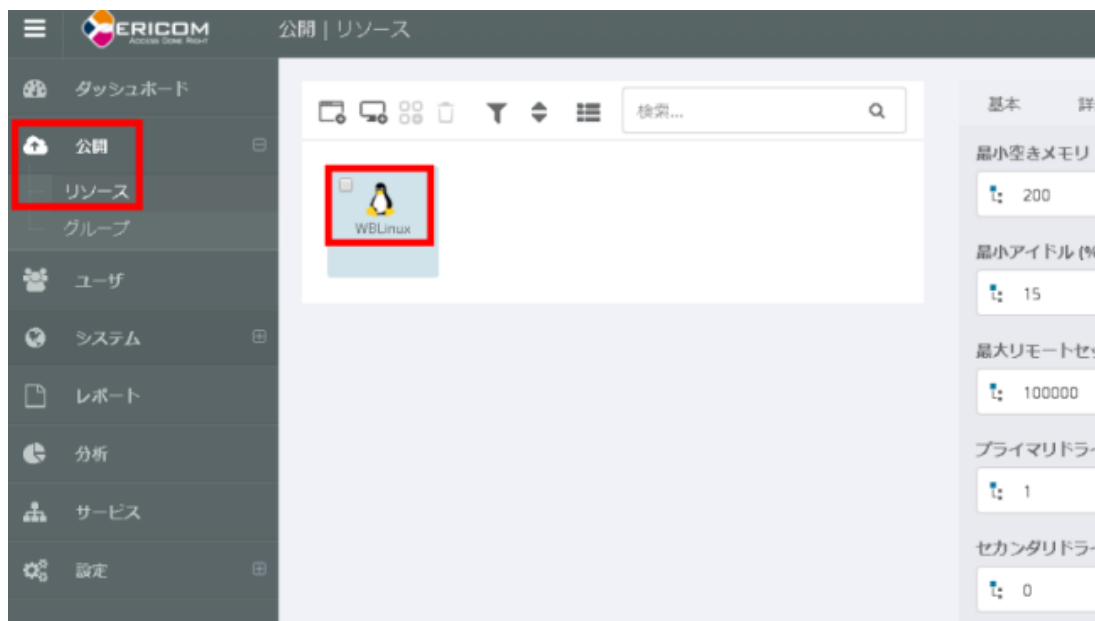 ERICOM
ACCESS DONE RIGHT
公開 | リソース
ダッシュボード
公開
リソース
グループ
ユーザ
システム
レポート
分析
サービス
設定
検索...
WBLinux
基本 詳
最小空きメモリ
200
最小アイドル (%
15
最大リモートセッ
100000
プライマリドライ
1
セカンダリドライ
0